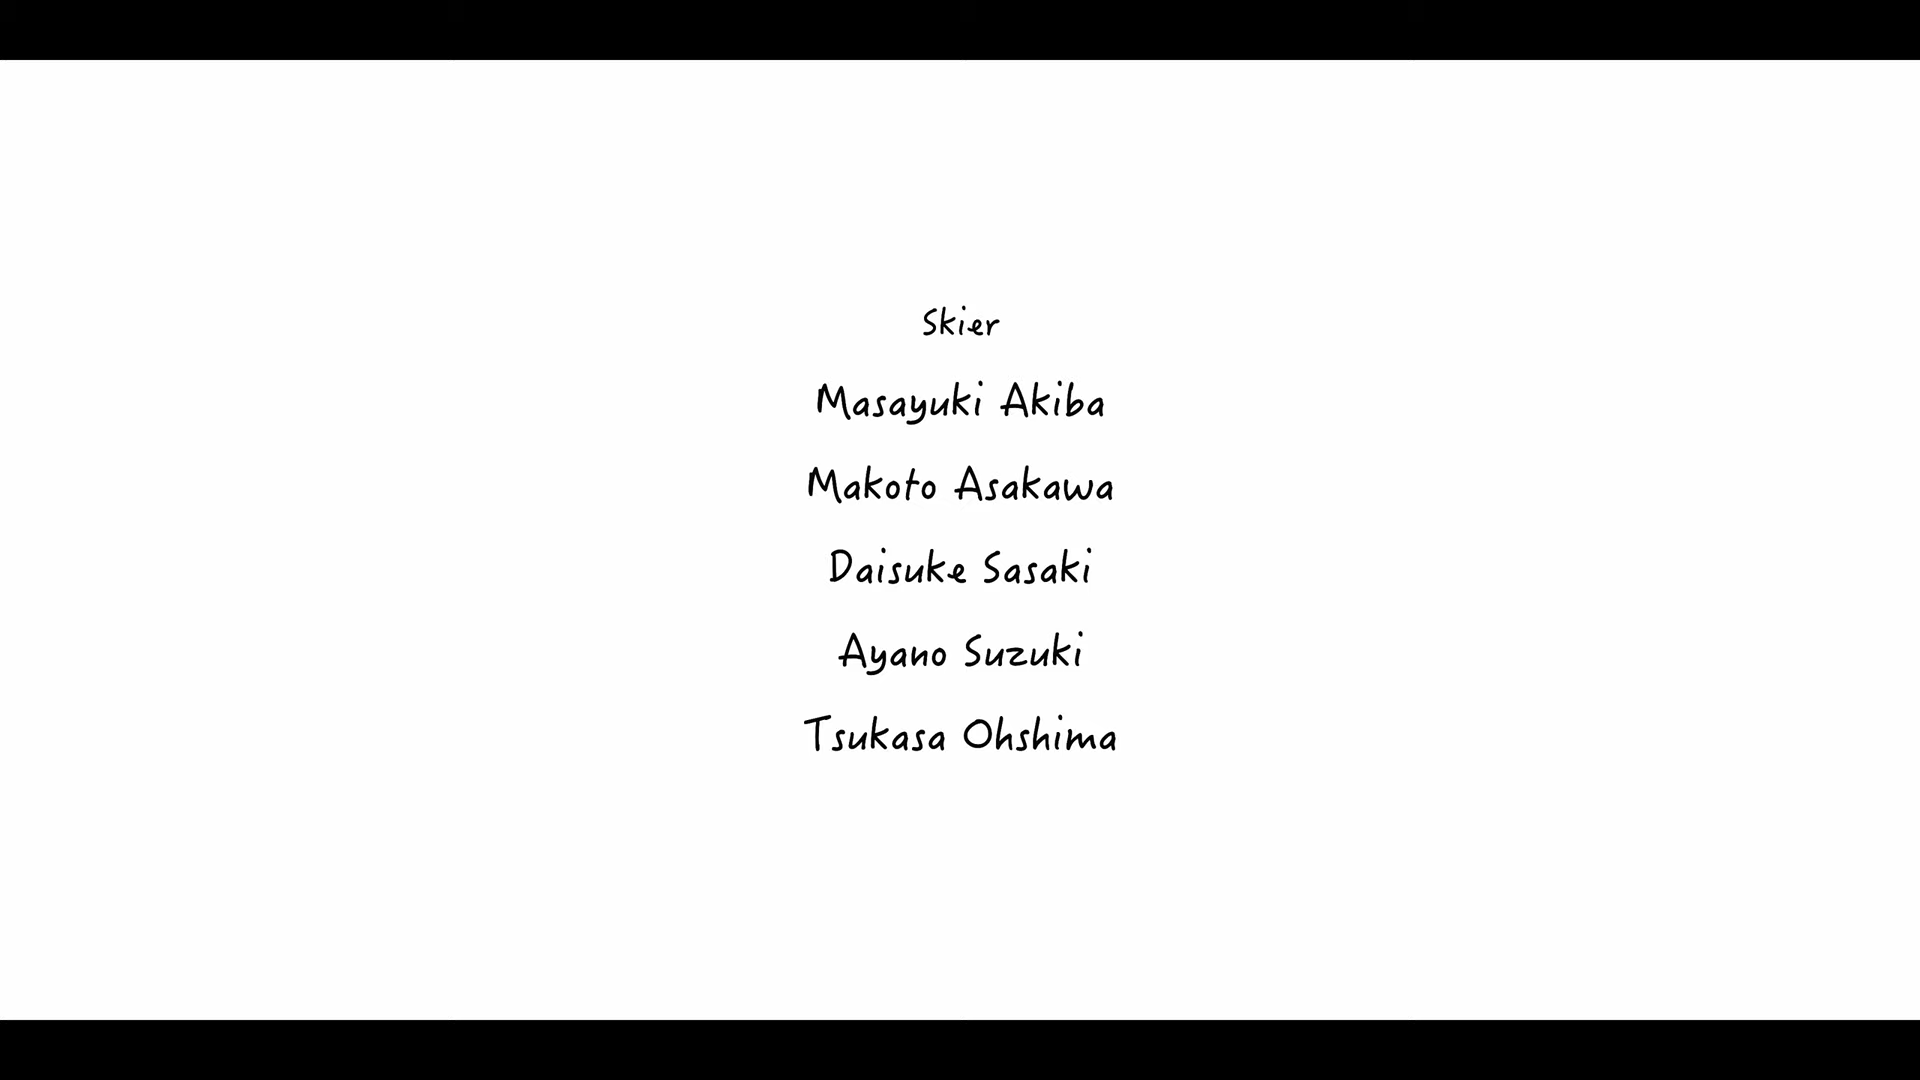 Skier
Masayuki Akiba
Makoto Asakawa
Daisuke Sasaki
Ayano Suzuki
Tsukasa Ohshima